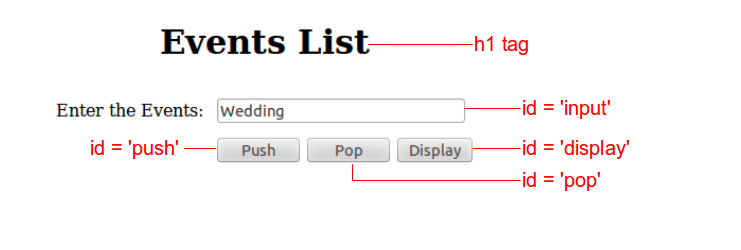 Events List h1 tag
Enter the Events: Wedding id = 'input'
id = 'push' Push Pop Display id = 'display'
id = 'pop'